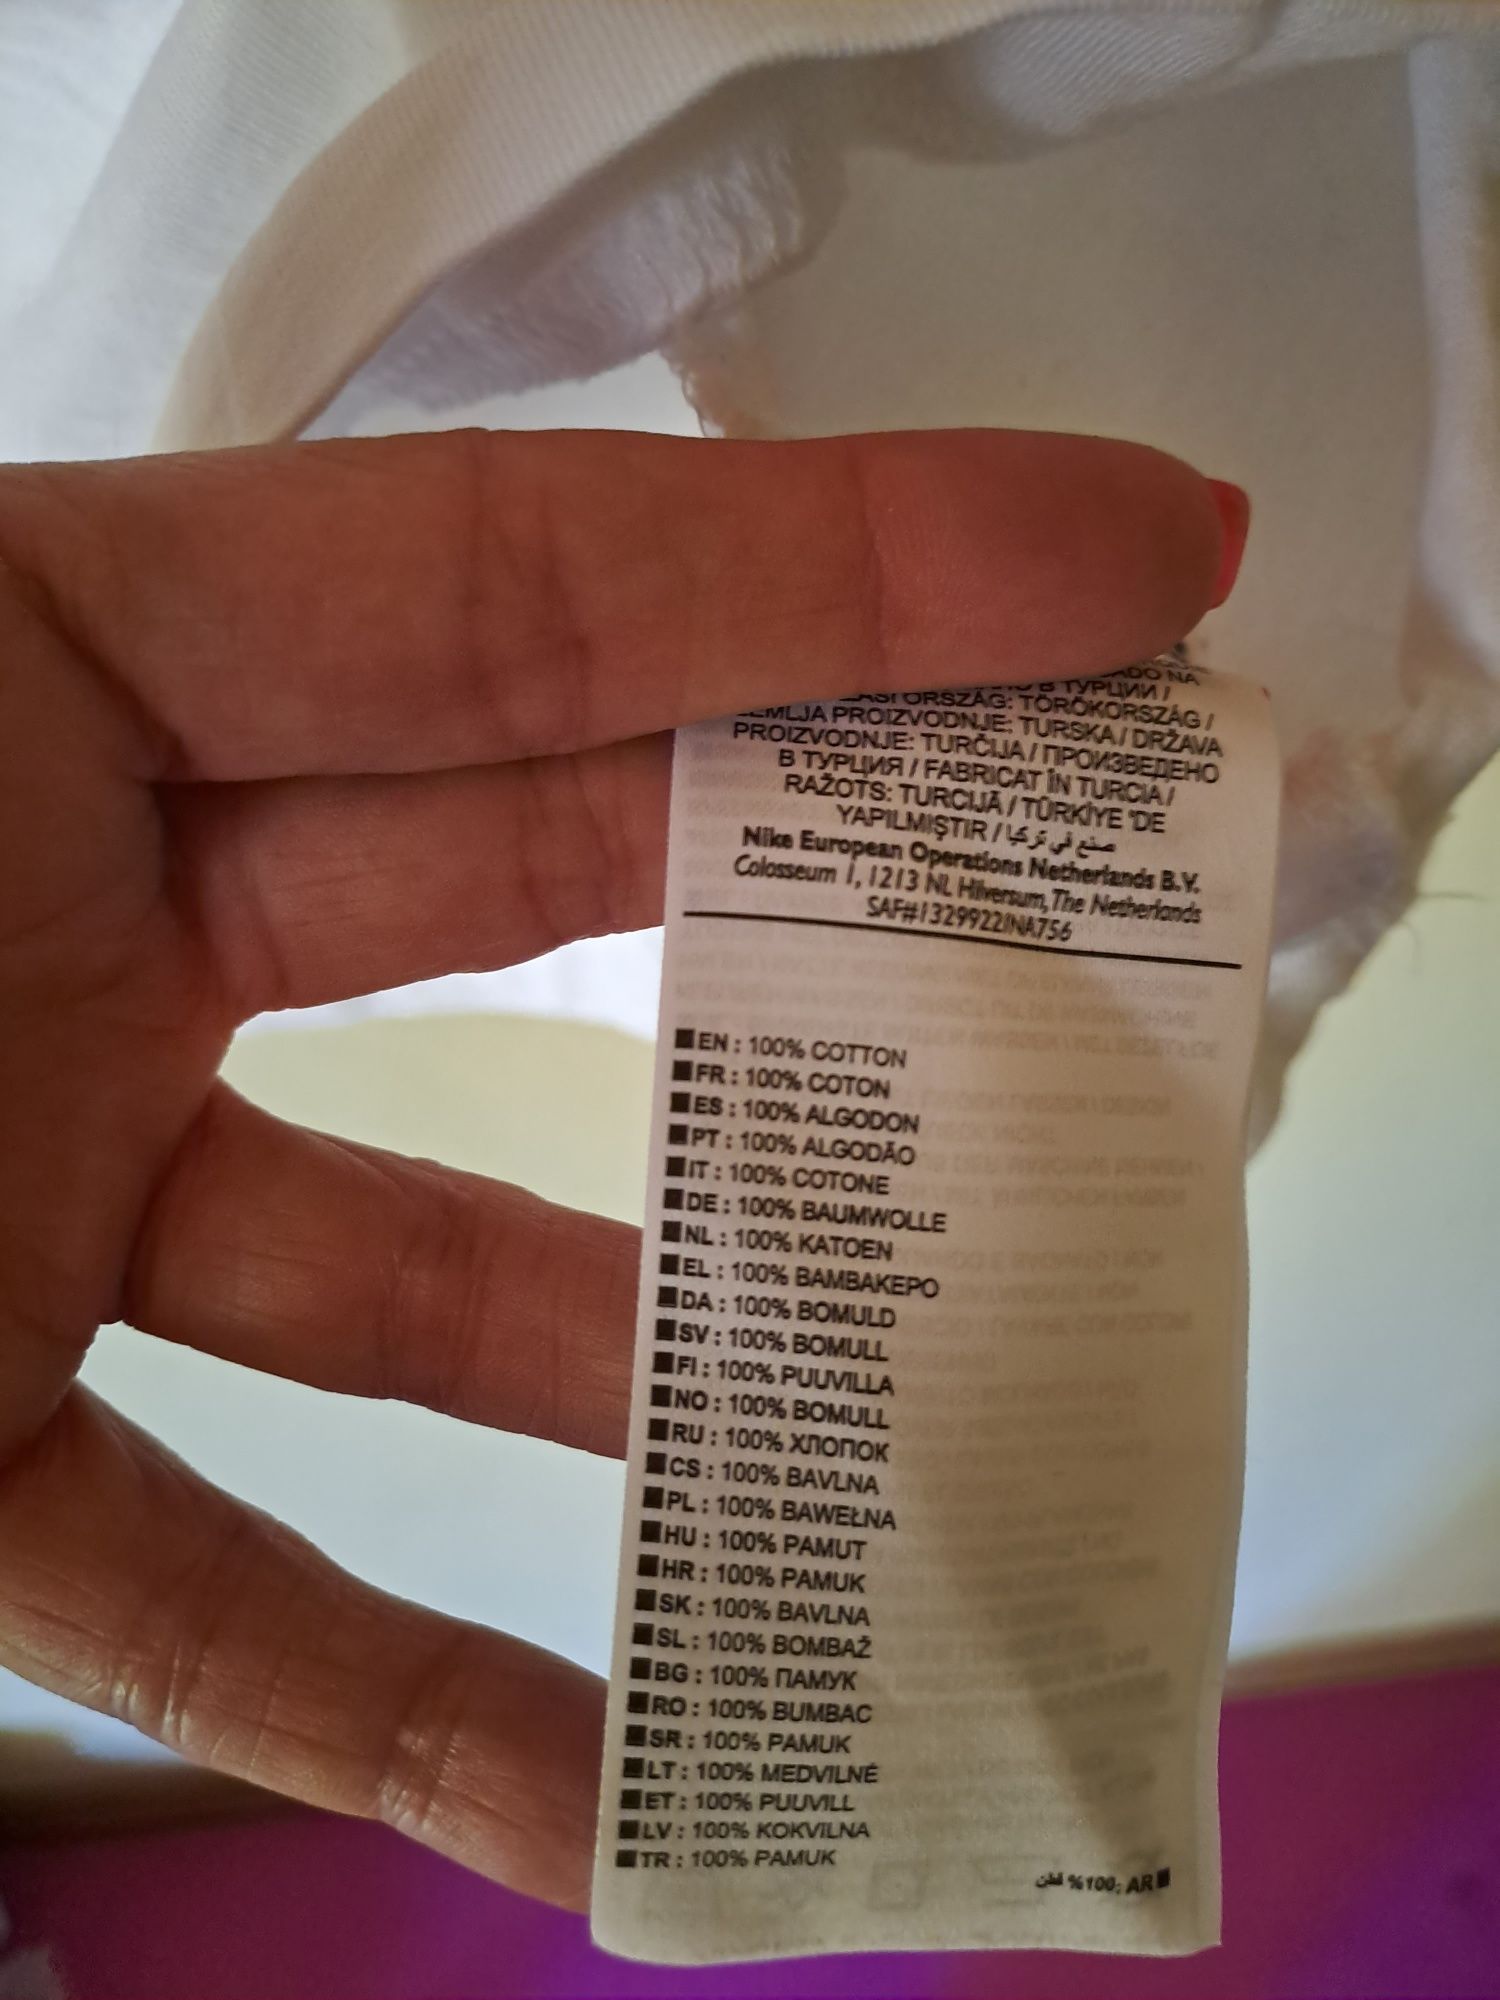 ADO NA
В ТУРЦИИ /
ORSZÁG: TÖRÖKORSZÁG /
ZEMLJA PROIZVODNJE: TURSKA / DRŽAVA
PROIZVODNJE: TURČIJA / ПРОИЗВЕДЕНО
В ТУРЦИЯ / FABRICAT ÎN TURCIA /
RAŽOTS: TURCIJĀ / TÜRKİYE 'DE
YAPILMIŞTIR / صنع في تركيا
Nike European Operations Netherlands B.V.
Colosseum 1, 1213 NL Hilversum, The Netherlands
SAF#1329922INA756
EN : 100% COTTON
FR : 100% COTON
ES : 100% ALGODON
PT : 100% ALGODÃO
IT : 100% COTONE
DE : 100% BAUMWOLLE
NL : 100% KATOEN
EL : 100% ΒΑΜΒΑΚΕΡΟ
DA : 100% BOMULD
SV : 100% BOMULL
FI : 100% PUUVILLA
NO : 100% BOMULL
RU : 100% ХЛОПОК
CS : 100% BAVLNA
PL : 100% BAWEŁNA
HU : 100% PAMUT
HR : 100% PAMUK
SK : 100% BAVLNA
SL : 100% BOMBAŽ
BG : 100% ПАМУК
RO : 100% BUMBAC
SR : 100% PAMUK
LT : 100% MEDVILNĖ
ET : 100% PUUVILL
LV : 100% KOKVILNA
TR : 100% PAMUK
قطن %100: AR